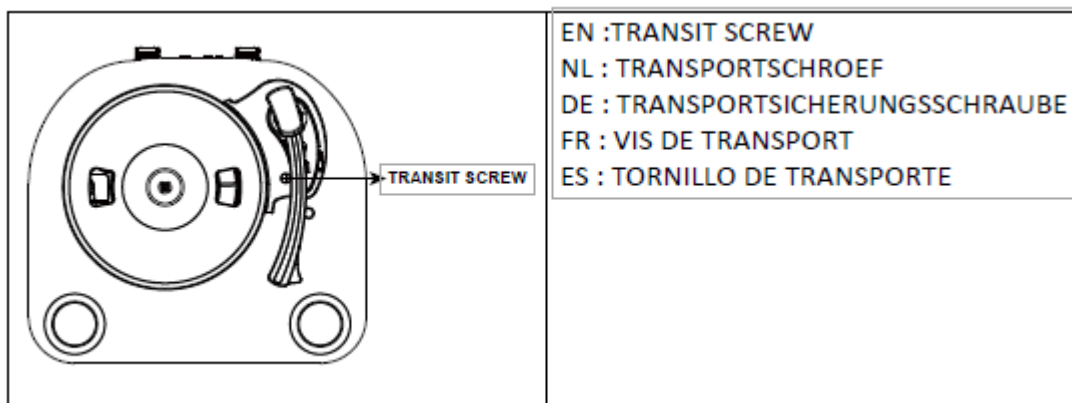 TRANSIT SCREW
EN :TRANSIT SCREW
NL : TRANSPORTSCHROEF
DE : TRANSPORTSICHERUNGSSCHRAUBE
FR : VIS DE TRANSPORT
ES : TORNILLO DE TRANSPORTE